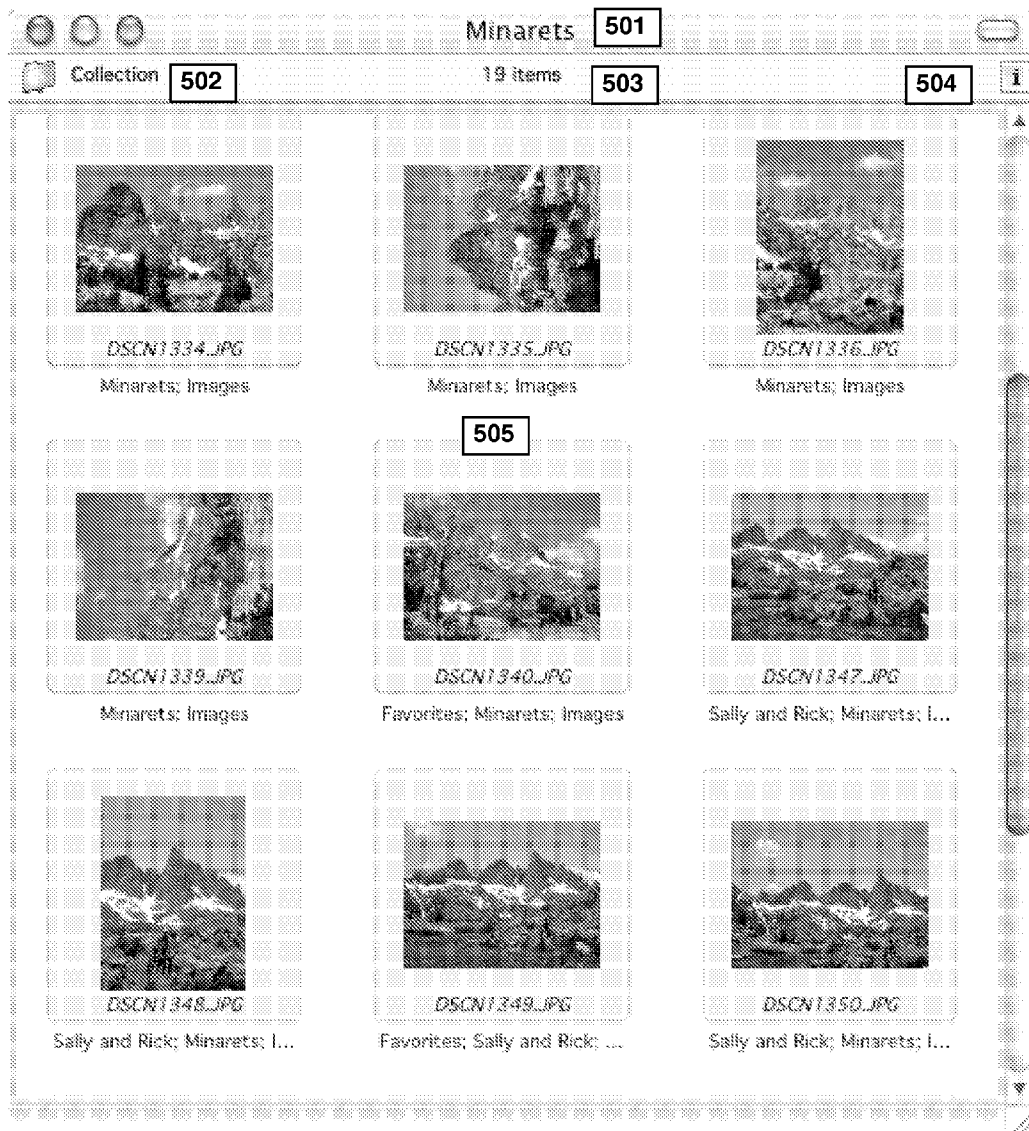 Minarets 501
Collection 502 19 items 503 504 i
DSCN1334.JPG DSCN1335.JPG DSCN1336.JPG
Minarets; Images Minarets; Images Minarets; Images
505
DSCN1339.JPG DSCN1340.JPG DSCN1347.JPG
Minarets; Images Favorites; Minarets; Images Sally and Rick; Minarets; I...
DSCN1348.JPG DSCN1349.JPG DSCN1350.JPG
Sally and Rick; Minarets; I... Favorites; Sally and Rick; ... Sally and Rick; Minarets; I...